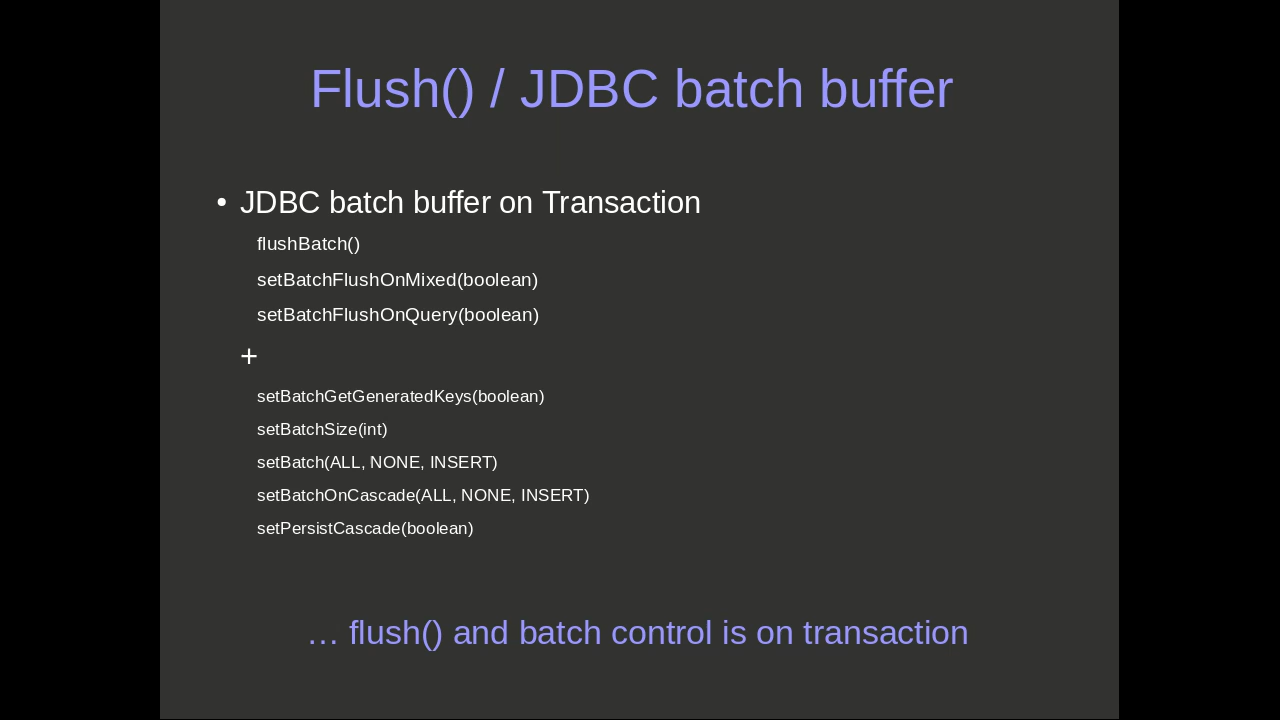 Flush() / JDBC batch buffer
• JDBC batch buffer on Transaction
flushBatch()
setBatchFlushOnMixed(boolean)
setBatchFlushOnQuery(boolean)
+
setBatchGetGeneratedKeys(boolean)
setBatchSize(int)
setBatch(ALL, NONE, INSERT)
setBatchOnCascade(ALL, NONE, INSERT)
setPersistCascade(boolean)
… flush() and batch control is on transaction